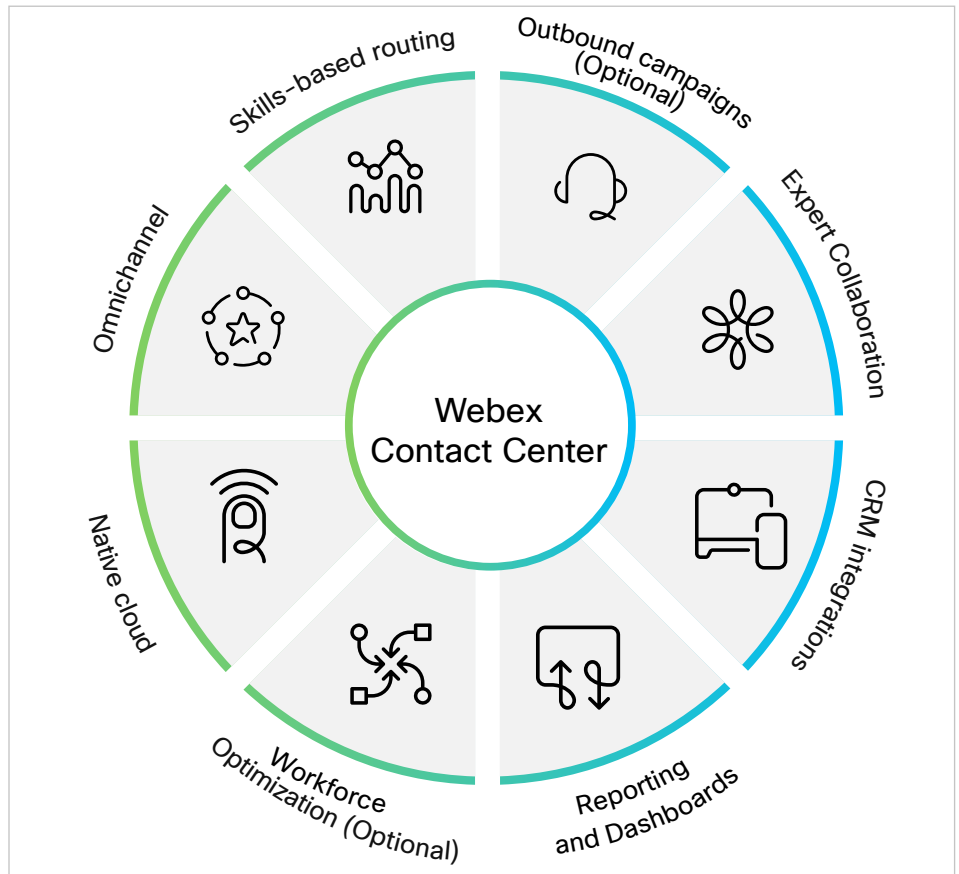 Skills-based routing
Outbound campaigns
(Optional)
Expert Collaboration
CRM integrations
Reporting
and Dashboards
Workforce
Optimization (Optional)
Native cloud
Omnichannel
Webex
Contact Center